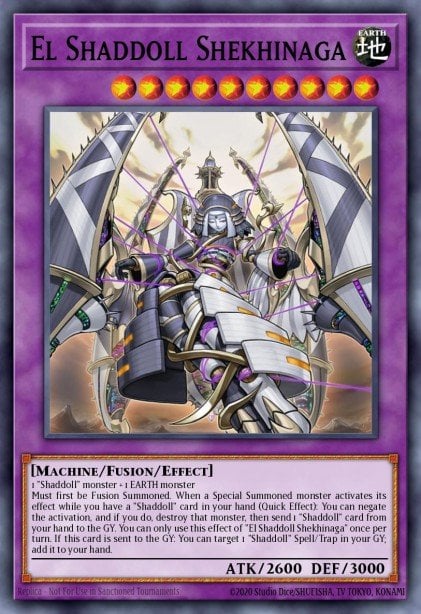 El Shaddoll Shekhinaga
EARTH
地
[Machine/Fusion/Effect]
1 "Shaddoll" monster + 1 EARTH monster
Must first be Fusion Summoned. When a Special Summoned monster activates its
effect while you have a "Shaddoll" card in your hand (Quick Effect): You can negate
the activation, and if you do, destroy that monster, then send 1 "Shaddoll" card from
your hand to the GY. You can only use this effect of "El Shaddoll Shekhinaga" once per
turn. If this card is sent to the GY: You can target 1 "Shaddoll" Spell/Trap in your GY;
add it to your hand.
ATK/2600 DEF/3000
Replica - Not For Use in Sanctioned Tournaments
©2020 Studio Dice/SHUEISHA, TV TOKYO, KONAMI